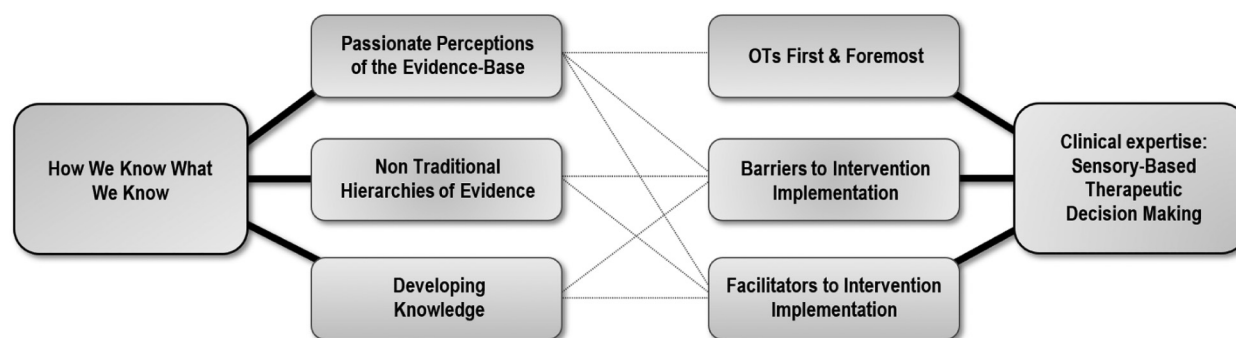 How We Know What
We Know
Passionate Perceptions
of the Evidence-Base
Non Traditional
Hierarchies of Evidence
Developing
Knowledge
OTs First & Foremost
Barriers to Intervention
Implementation
Facilitators to Intervention
Implementation
Clinical expertise:
Sensory-Based
Therapeutic
Decision Making